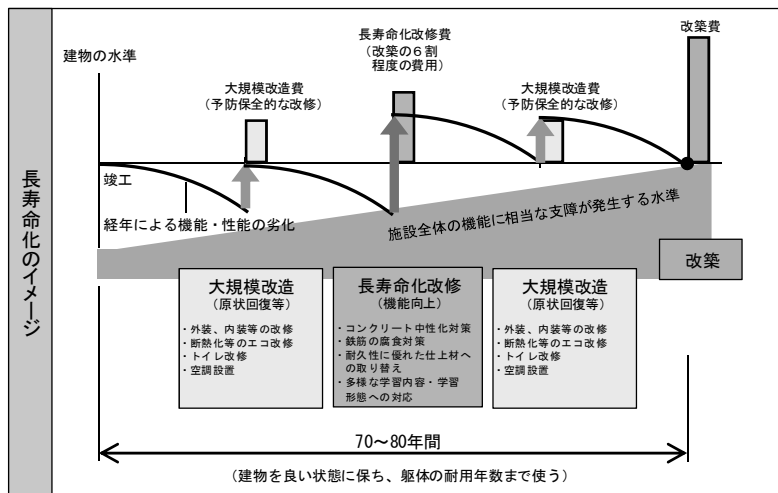 長寿命化のイメージ
建物の水準
大規模改造費
(予防保全的な改修)
長寿命化改修費
(改築の6割
程度の費用)
大規模改造費
(予防保全的な改修)
改築費
竣工
経年による機能・性能の劣化
施設全体の機能に相当な支障が発生する水準
改築
大規模改造
(原状回復等)
・外装、内装等の改修
・断熱化等のエコ改修
・トイレ改修
・空調設置
長寿命化改修
(機能向上)
・コンクリート中性化対策
・鉄筋の腐食対策
・耐久性に優れた仕上材へ
の取り替え
・多様な学習内容・学習
形態への対応
大規模改造
(原状回復等)
・外装、内装等の改修
・断熱化等のエコ改修
・トイレ改修
・空調設置
70~80年間
(建物を良い状態に保ち、躯体の耐用年数まで使う)